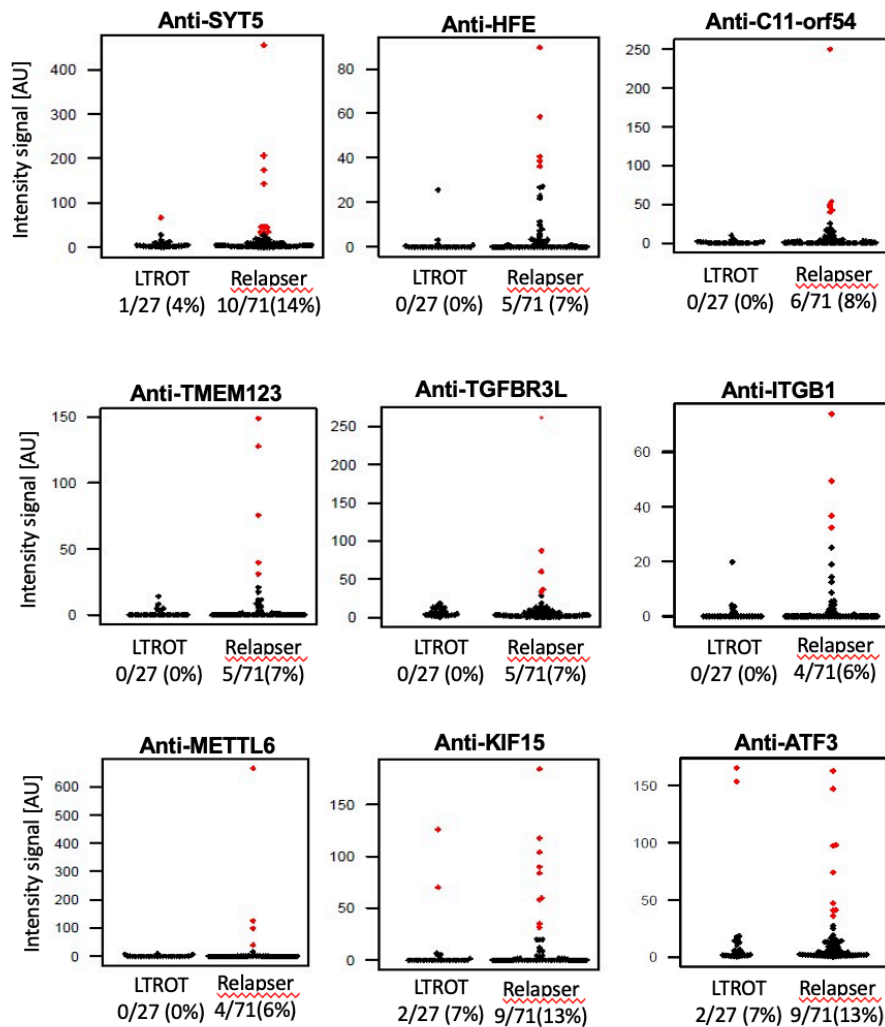 Anti-SYT5
Anti-HFE
Anti-C11-orf54
Intensity signal [AU]
400
300
200
100
0
80
60
40
20
0
250
200
150
100
50
0
LTROT
Relapser
LTROT
Relapser
LTROT
Relapser
1/27 (4%)
10/71(14%)
0/27 (0%)
5/71 (7%)
0/27 (0%)
6/71 (8%)
Anti-TMEM123
Anti-TGFBR3L
Anti-ITGB1
Intensity signal [AU]
150
100
50
0
250
200
150
100
50
0
60
40
20
0
LTROT
Relapser
LTROT
Relapser
LTROT
Relapser
0/27 (0%)
5/71(7%)
0/27 (0%)
5/71(7%)
0/27 (0%)
4/71(6%)
Anti-METTL6
Anti-KIF15
Anti-ATF3
Intensity signal [AU]
600
500
400
300
200
100
0
150
100
50
0
150
100
50
0
LTROT
Relapser
LTROT
Relapser
LTROT
Relapser
0/27 (0%)
4/71(6%)
2/27 (7%)
9/71(13%)
2/27 (7%)
9/71(13%)